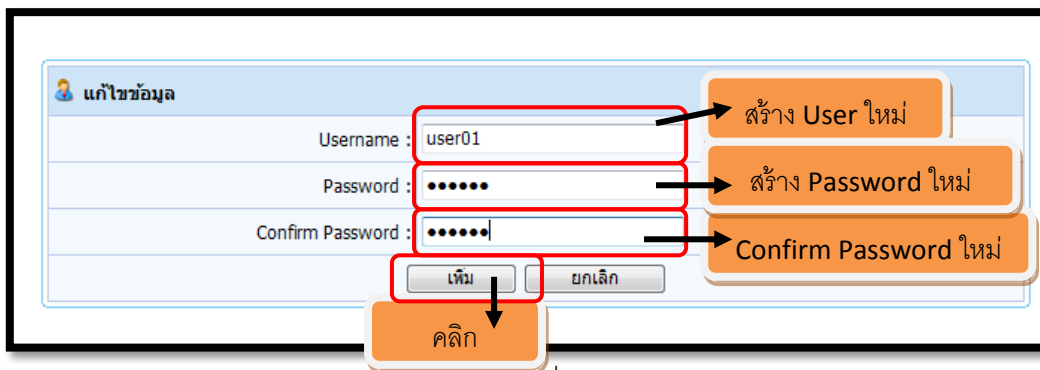 แก้ไขข้อมูล
Username : user01
สร้าง User ใหม่
Password : ••••••
สร้าง Password ใหม่
Confirm Password : ••••••
Confirm Password ใหม่
เพิ่ม ยกเลิก
คลิก